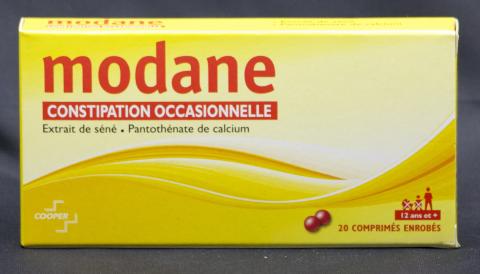 modane
CONSTIPATION OCCASIONNELLE
Extrait de séné • Pantothénate de calcium
COOPER
12 ans et +
20 COMPRIMÉS ENROBÉS